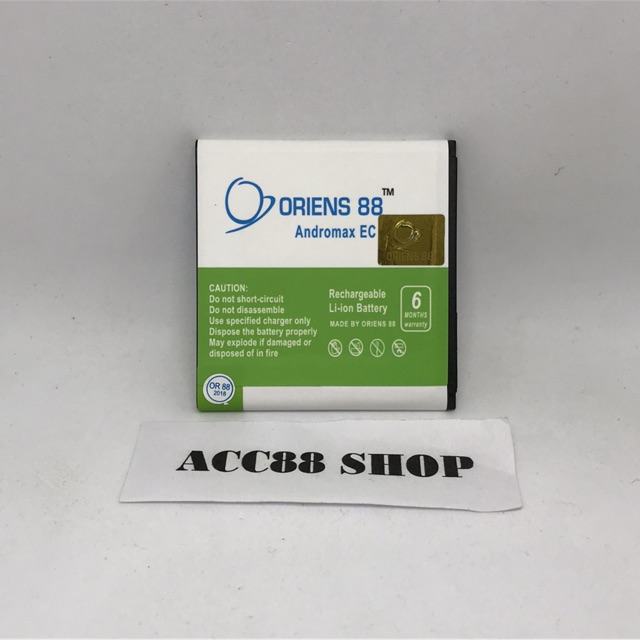 ORIENS 88™
Andromax EC
ORIENS 88
CAUTION:
Do not short-circuit
Do not disassemble
Use specified charger only
Dispose the battery properly
May explode if damaged or
disposed of in fire
Rechargeable
Li-ion Battery
MADE BY ORIENS 88
6
MONTHS
warranty
OR 88
2018
ACC88 SHOP